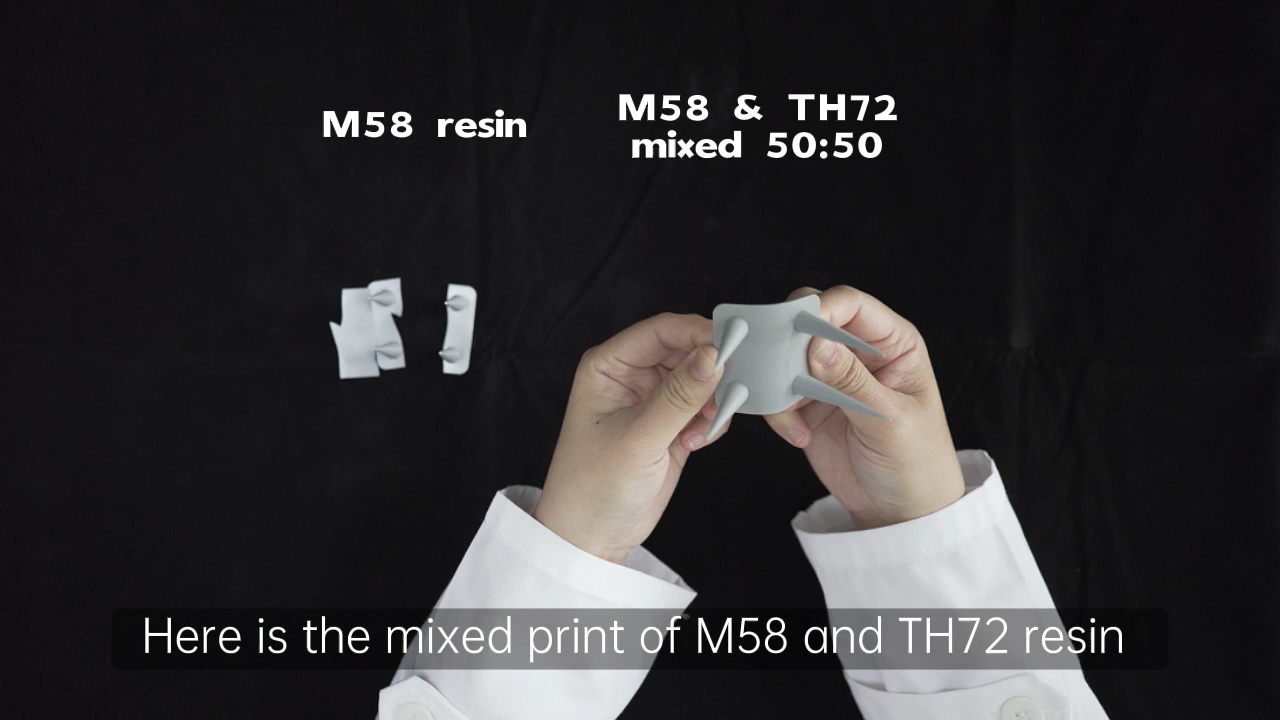 M58 resin
M58 & TH72
mixed 50:50
Here is the mixed print of M58 and TH72 resin